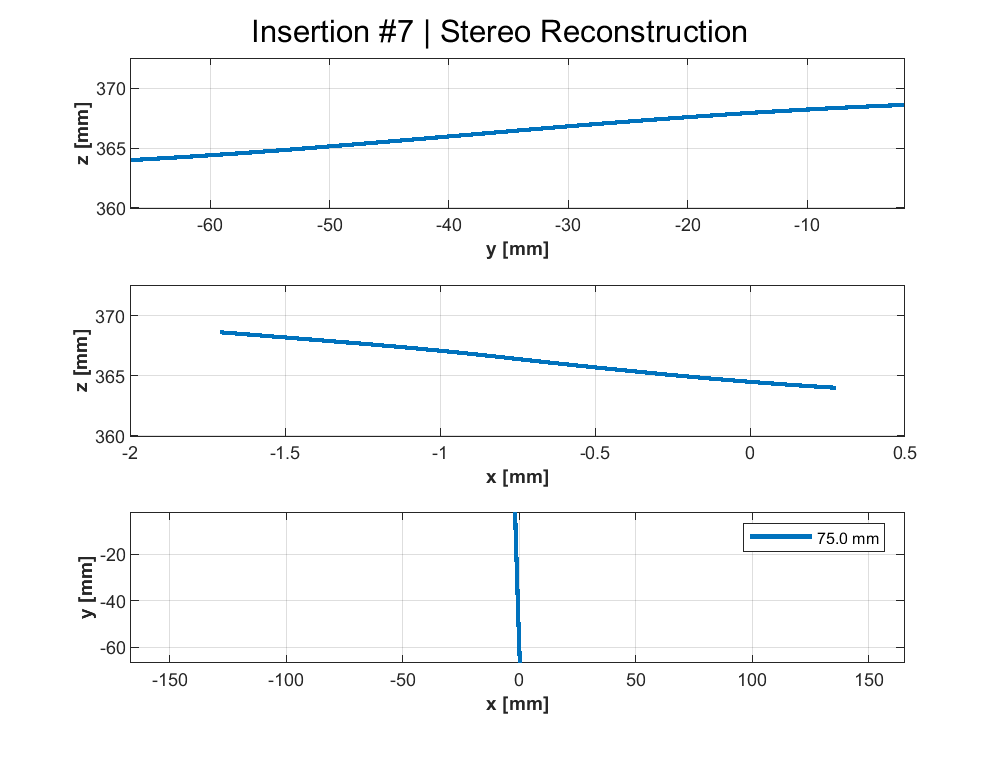 Insertion #7 | Stereo Reconstruction
370
365
360
z [mm]
-60 -50 -40 -30 -20 -10
y [mm]
370
365
360
z [mm]
-2 -1.5 -1 -0.5 0 0.5
x [mm]
75.0 mm
-20
-40
-60
y [mm]
-150 -100 -50 0 50 100 150
x [mm]